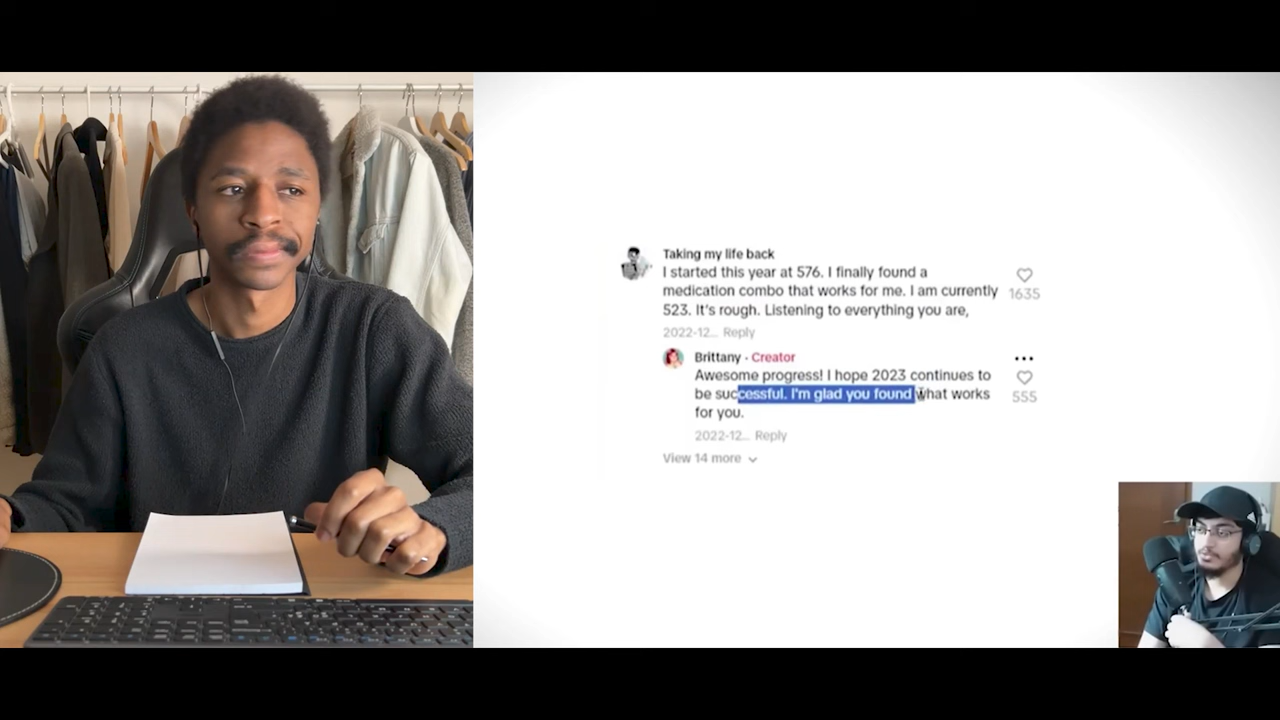 Taking my life back
I started this year at 576. I finally found a
medication combo that works for me. I am currently
523. It's rough. Listening to everything you are,
1635
2022-12... Reply
Brittany · Creator
Awesome progress! I hope 2023 continues to
be successful. I'm glad you found what works
for you.
555
2022-12... Reply
View 14 more